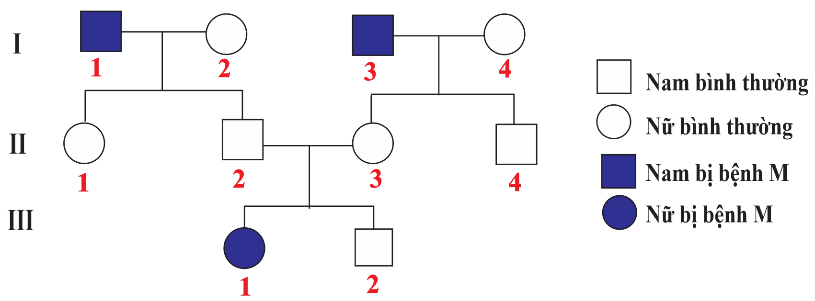 I
1
2
3
4
II
1
2
3
4
III
1
2
Nam bình thường
Nữ bình thường
Nam bị bệnh M
Nữ bị bệnh M